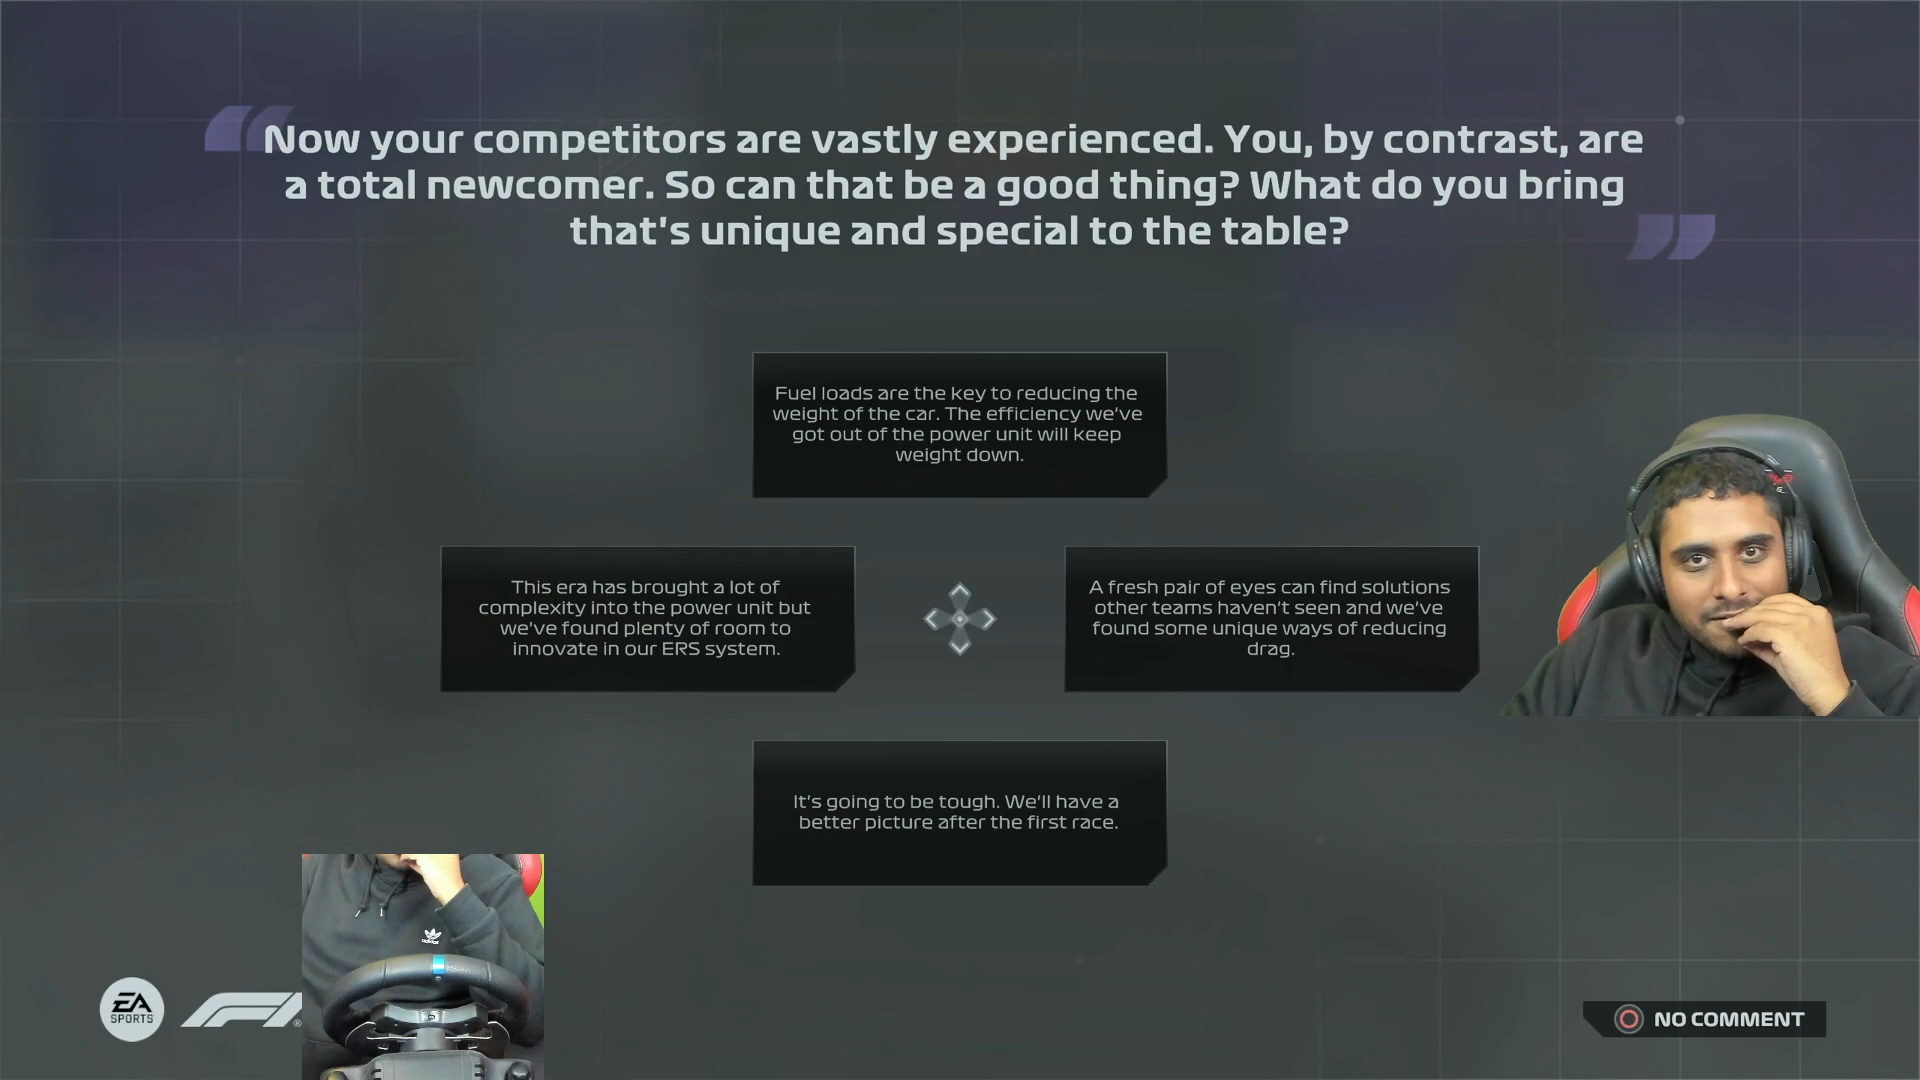 Now your competitors are vastly experienced. You, by contrast, are
a total newcomer. So can that be a good thing? What do you bring
that's unique and special to the table?
Fuel loads are the key to reducing the
weight of the car. The efficiency we've
got out of the power unit will keep
weight down.
This era has brought a lot of
complexity into the power unit but
we've found plenty of room to
innovate in our ERS system.
A fresh pair of eyes can find solutions
other teams haven't seen and we've
found some unique ways of reducing
drag.
It's going to be tough. We'll have a
better picture after the first race.
adidas
EA
SPORTS
F1
NO COMMENT